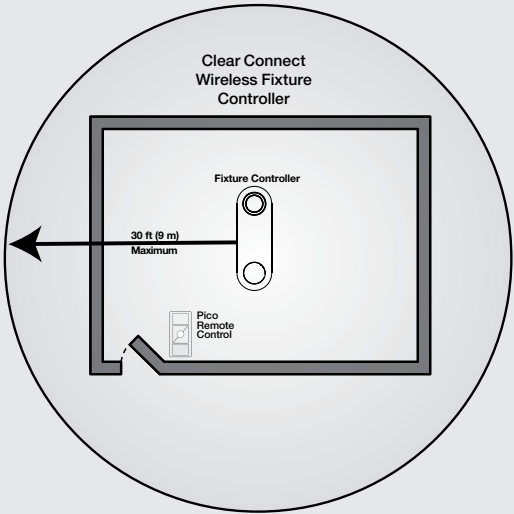 Clear Connect
Wireless Fixture
Controller
Fixture Controller
30 ft (9 m)
Maximum
Pico
Remote
Control